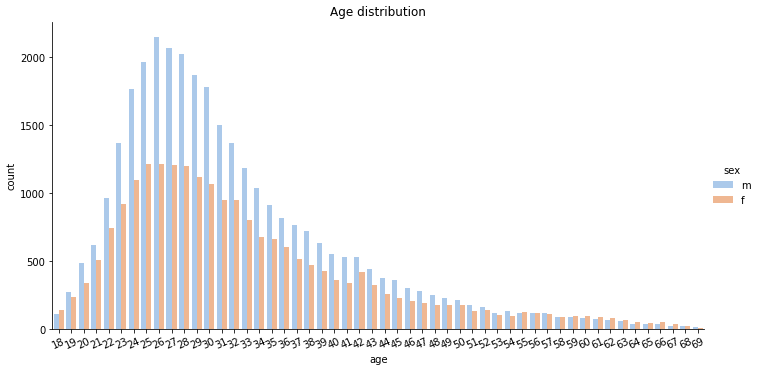 Age distribution
2000
1500
1000
500
0
count
18 19 20 21 22 23 24 25 26 27 28 29 30 31 32 33 34 35 36 37 38 39 40 41 42 43 44 45 46 47 48 49 50 51 52 53 54 55 56 57 58 59 60 61 62 63 64 65 66 67 68 69
age
sex
m
f